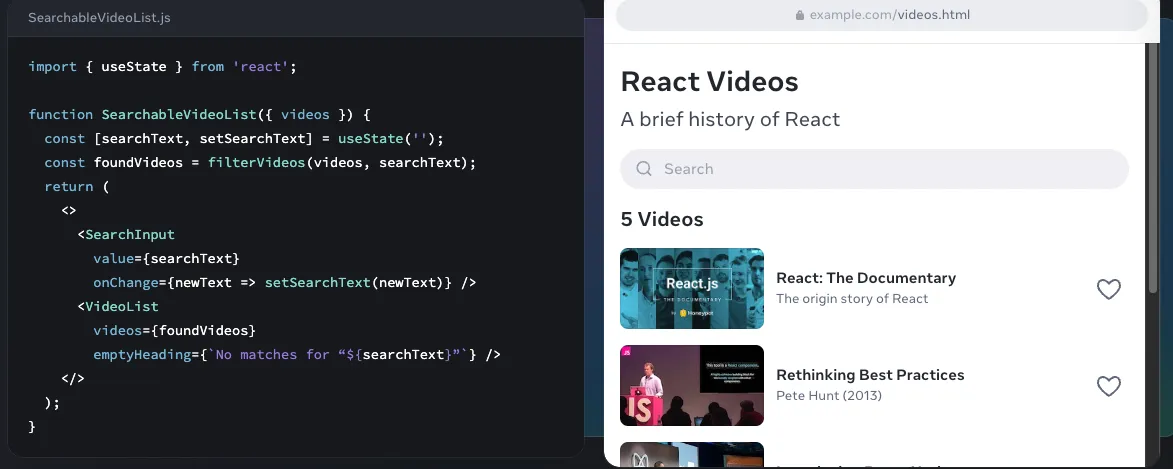 SearchableVideoList.js
import { useState } from 'react';
function SearchableVideoList({ videos }) {
const [searchText, setSearchText] = useState('');
const foundVideos = filterVideos(videos, searchText);
return (
<>
<SearchInput
value={searchText}
onChange={newText => setSearchText(newText)} />
<VideoList
videos={foundVideos}
emptyHeading={`No matches for “${searchText}”`} />
</>
);
}
example.com/videos.html
React Videos
A brief history of React
Search
5 Videos
React.js
THE DOCUMENTARY
by Honeypot
React: The Documentary
The origin story of React
JS
JS
This tool is a React component.
Rethinking Best Practices
Pete Hunt (2013)